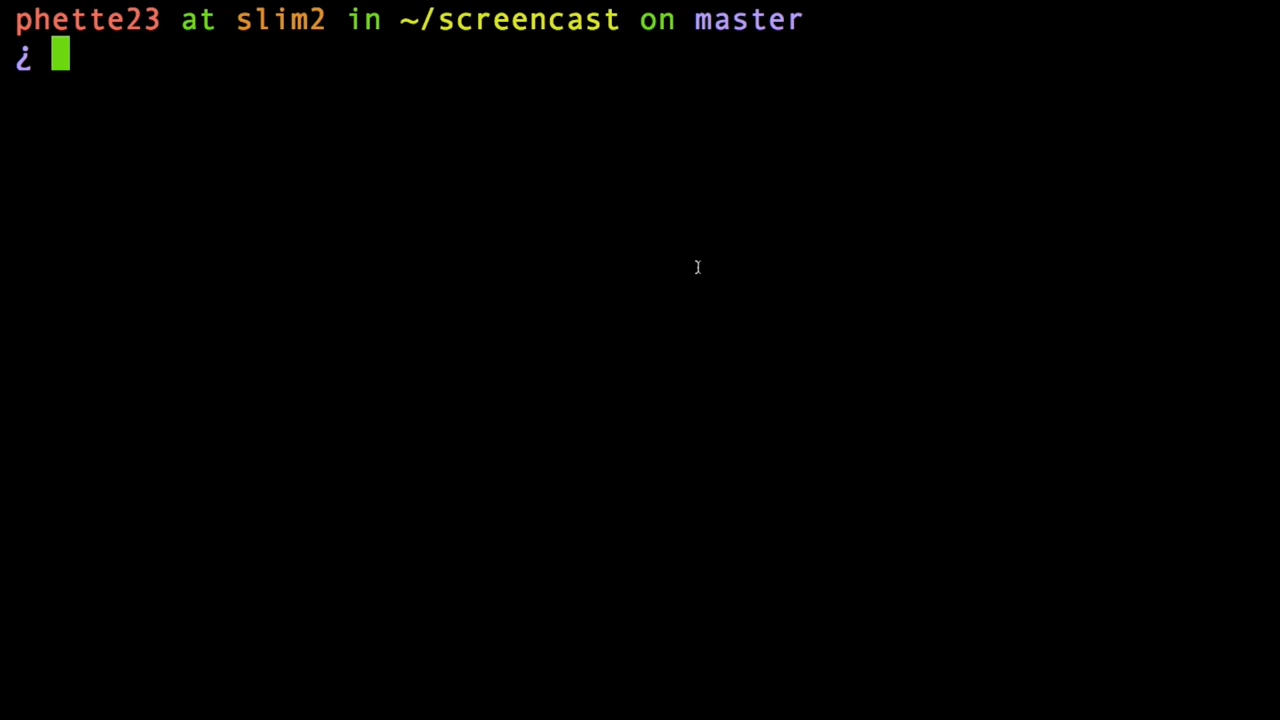 phette23 at slim2 in ~/screencast on master
¿